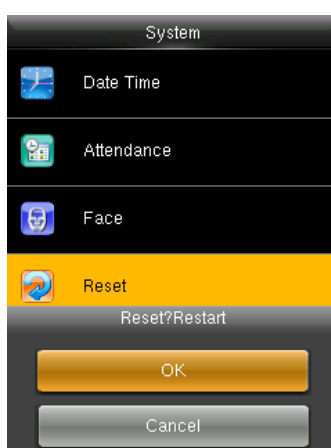 System
Date Time
Attendance
Face
Reset
Reset?Restart
OK
Cancel